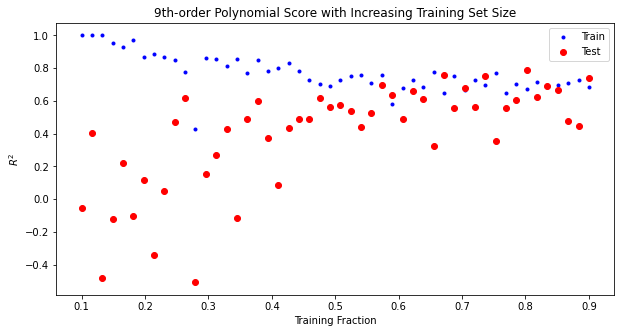 9th-order Polynomial Score with Increasing Training Set Size
Train
Test
1.0
0.8
0.6
0.4
0.2
0.0
−0.2
−0.4
R²
0.1 0.2 0.3 0.4 0.5 0.6 0.7 0.8 0.9
Training Fraction